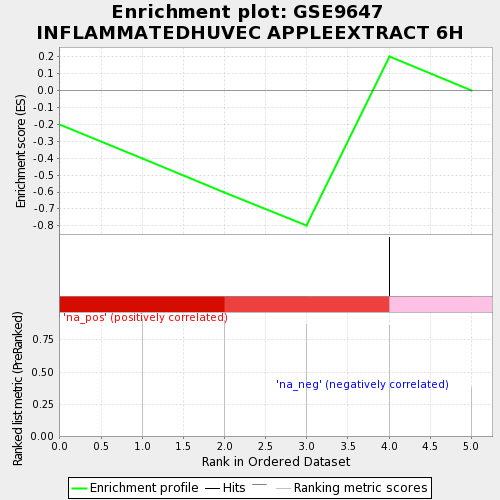 Enrichment plot: GSE9647
INFLAMMATEDHUVEC APPLEEXTRACT 6H
Enrichment score (ES)
0.2
0.1
0.0
-0.1
-0.2
-0.3
-0.4
-0.5
-0.6
-0.7
-0.8
'na_pos' (positively correlated)
'na_neg' (negatively correlated)
Ranked list metric (PreRanked)
0.75
0.50
0.25
0.00
0.0 0.5 1.0 1.5 2.0 2.5 3.0 3.5 4.0 4.5 5.0
Rank in Ordered Dataset
Enrichment profile Hits Ranking metric scores